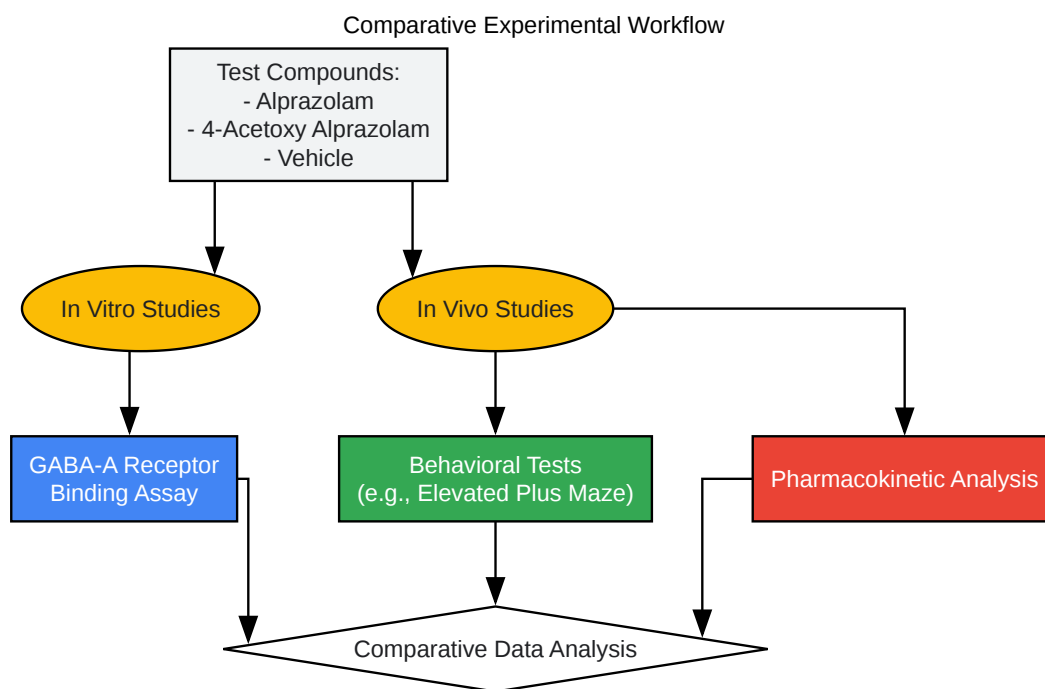 Comparative Experimental Workflow
Test Compounds:
- Alprazolam
- 4-Acetoxy Alprazolam
- Vehicle
In Vitro Studies
In Vivo Studies
GABA-A Receptor
Binding Assay
Behavioral Tests
(e.g., Elevated Plus Maze)
Pharmacokinetic Analysis
Comparative Data Analysis